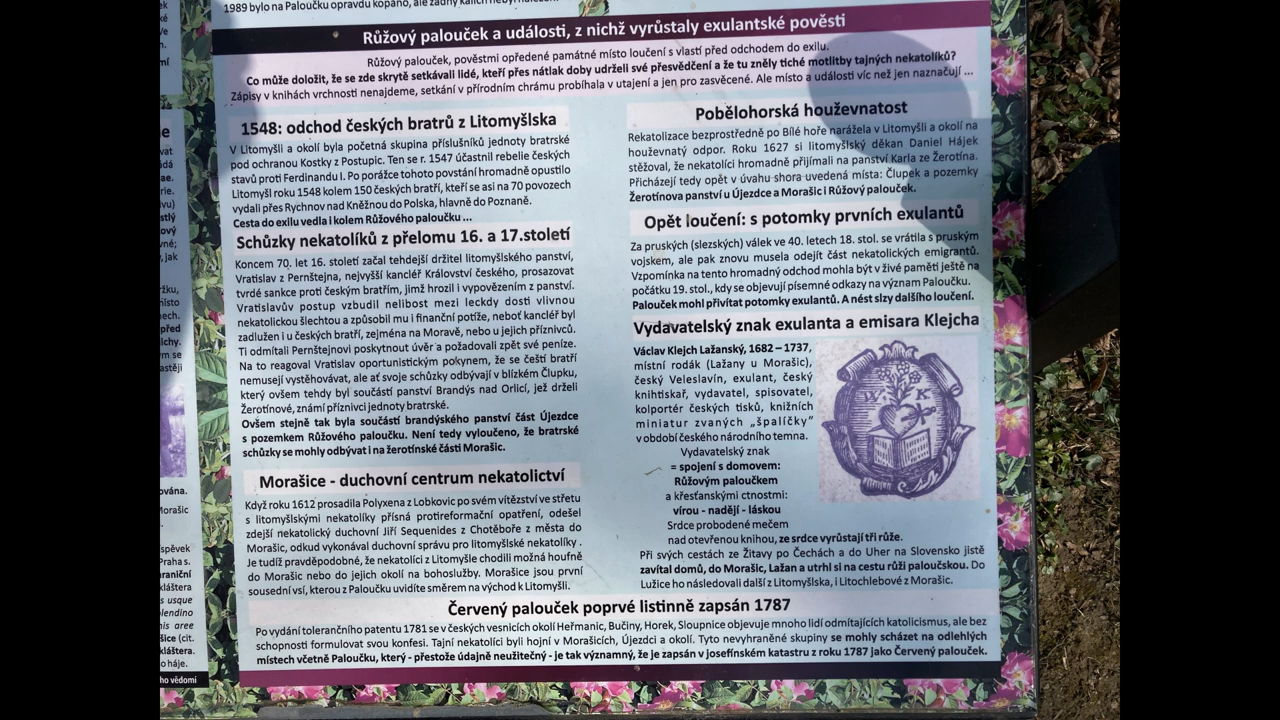 1989 bylo na Paloučku opravdu kopáno, ale žádný kalich nebyl nalezen.
Růžový palouček a události, z nichž vyrůstaly exulantské pověsti
Růžový palouček, pověstmi opředené památné místo loučení s vlastí před odchodem do exilu.
Co může doložit, že se zde skrytě setkávali lidé, kteří přes nátlak doby udrželi své přesvědčení a že tu zněly tiché motlitby tajných nekatolíků?
Zápisy v knihách vrchnosti nenajdeme, setkání v přírodním chrámu probíhala v utajení a jen pro zasvěcené. Ale místo a události víc než jen naznačují ...
1548: odchod českých bratrů z Litomyšlska
V Litomyšli a okolí byla početná skupina příslušníků jednoty bratrské
pod ochranou Kostky z Postupic. Ten se r. 1547 účastnil rebelie českých
stavů proti Ferdinandu I. Po porážce tohoto povstání hromadně opustilo
Litomyšl roku 1548 kolem 150 českých bratří, kteří se asi na 70 povozech
vydali přes Rychnov nad Kněžnou do Polska, hlavně do Poznaně.
Cesta do exilu vedla i kolem Růžového paloučku ...
Schůzky nekatolíků z přelomu 16. a 17.století
Koncem 70. let 16. století začal tehdejší držitel litomyšlského panství,
Vratislav z Pernštejna, nejvyšší kancléř Království českého, prosazovat
tvrdé sankce proti českým bratřím, jimž hrozil i vypovězením z panství.
Vratislavův postup vzbudil nelibost mezi leckdy dosti vlivnou
nekatolickou šlechtou a způsobil mu i finanční potíže, neboť kancléř byl
zadlužen i u českých bratří, zejména na Moravě, nebo u jejich příznivců.
Ti odmítali Pernštejnovi poskytnout úvěr a požadovali zpět své peníze.
Na to reagoval Vratislav oportunistickým pokynem, že se čeští bratří
nemusejí vystěhovávat, ale ať svoje schůzky odbývají v blízkém Člupku,
který ovšem tehdy byl součástí panství Brandýs nad Orlicí, jež drželi
Žerotínové, známí příznivci jednoty bratrské.
Ovšem stejně tak byla součástí brandýského panství část Újezdce
s pozemkem Růžového paloučku. Není tedy vyloučeno, že bratrské
schůzky se mohly odbývat i na žerotínské části Morašic.
Morašice - duchovní centrum nekatolictví
Když roku 1612 prosadila Polyxena z Lobkovic po svém vítězství ve střetu
s litomyšlskými nekatolíky přísná protireformační opatření, odešel
zdejší nekatolický duchovní Jiří Sequenides z Chotěboře z města do
Morašic, odkud vykonával duchovní správu pro litomyšlské nekatolíky .
Je tudíž pravděpodobné, že nekatolíci z Litomyšle chodili možná houfně
do Morašic nebo do jejich okolí na bohoslužby. Morašice jsou první
sousední vsí, kterou z Paloučku uvidíte směrem na východ k Litomyšli.
Pobělohorská houževnatost
Rekatolizace bezprostředně po Bílé hoře narážela v Litomyšli a okolí na
houževnatý odpor. Roku 1627 si litomyšlský děkan Daniel Hájek
stěžoval, že nekatolíci hromadně přijímali na panství Karla ze Žerotína.
Přicházejí tedy opět v úvahu shora uvedená místa: Člupek a pozemky
Žerotínova panství u Újezdce a Morašic i Růžový palouček.
Opět loučení: s potomky prvních exulantů
Za pruských (slezských) válek ve 40. letech 18. stol. se vrátila s pruským
vojskem, ale pak znovu musela odejít část nekatolických emigrantů.
Vzpomínka na tento hromadný odchod mohla být v živé paměti ještě na
počátku 19. stol., kdy se objevují písemné odkazy na význam Paloučku.
Palouček mohl přivítat potomky exulantů. A nést slzy dalšího loučení.
Vydavatelský znak exulanta a emisara Klejcha
Václav Klejch Lažanský, 1682 – 1737,
místní rodák (Lažany u Morašic),
český Veleslavín, exulant, český
knihtiskař, vydavatel, spisovatel,
kolportér českých tisků, knižních
miniatur zvaných „špalíčky"
v období českého národního temna.
Vydavatelský znak
= spojení s domovem:
Růžovým paloučkem
a křesťanskými ctnostmi:
vírou - nadějí - láskou
Srdce probodené mečem
nad otevřenou knihou, ze srdce vyrůstají tři růže.
W K
Při svých cestách ze Žitavy po Čechách a do Uher na Slovensko jistě
zavítal domů, do Morašic, Lažan a utrhl si na cestu růži paloučskou. Do
Lužice ho následovali další z Litomyšlska, i Litochlebové z Morašic.
Červený palouček poprvé listinně zapsán 1787
Po vydání tolerančního patentu 1781 se v českých vesnicích okolí Heřmanic, Bučiny, Horek, Sloupnice objevuje mnoho lidí odmítajících katolicismus, ale bez
schopnosti formulovat svou konfesi. Tajní nekatolíci byli hojní v Morašicích, Újezdci a okolí. Tyto nevyhraněné skupiny se mohly scházet na odlehlých
místech včetně Paloučku, který - přestože údajně neužitečný - je tak významný, že je zapsán v josefínském katastru z roku 1787 jako Červený palouček.